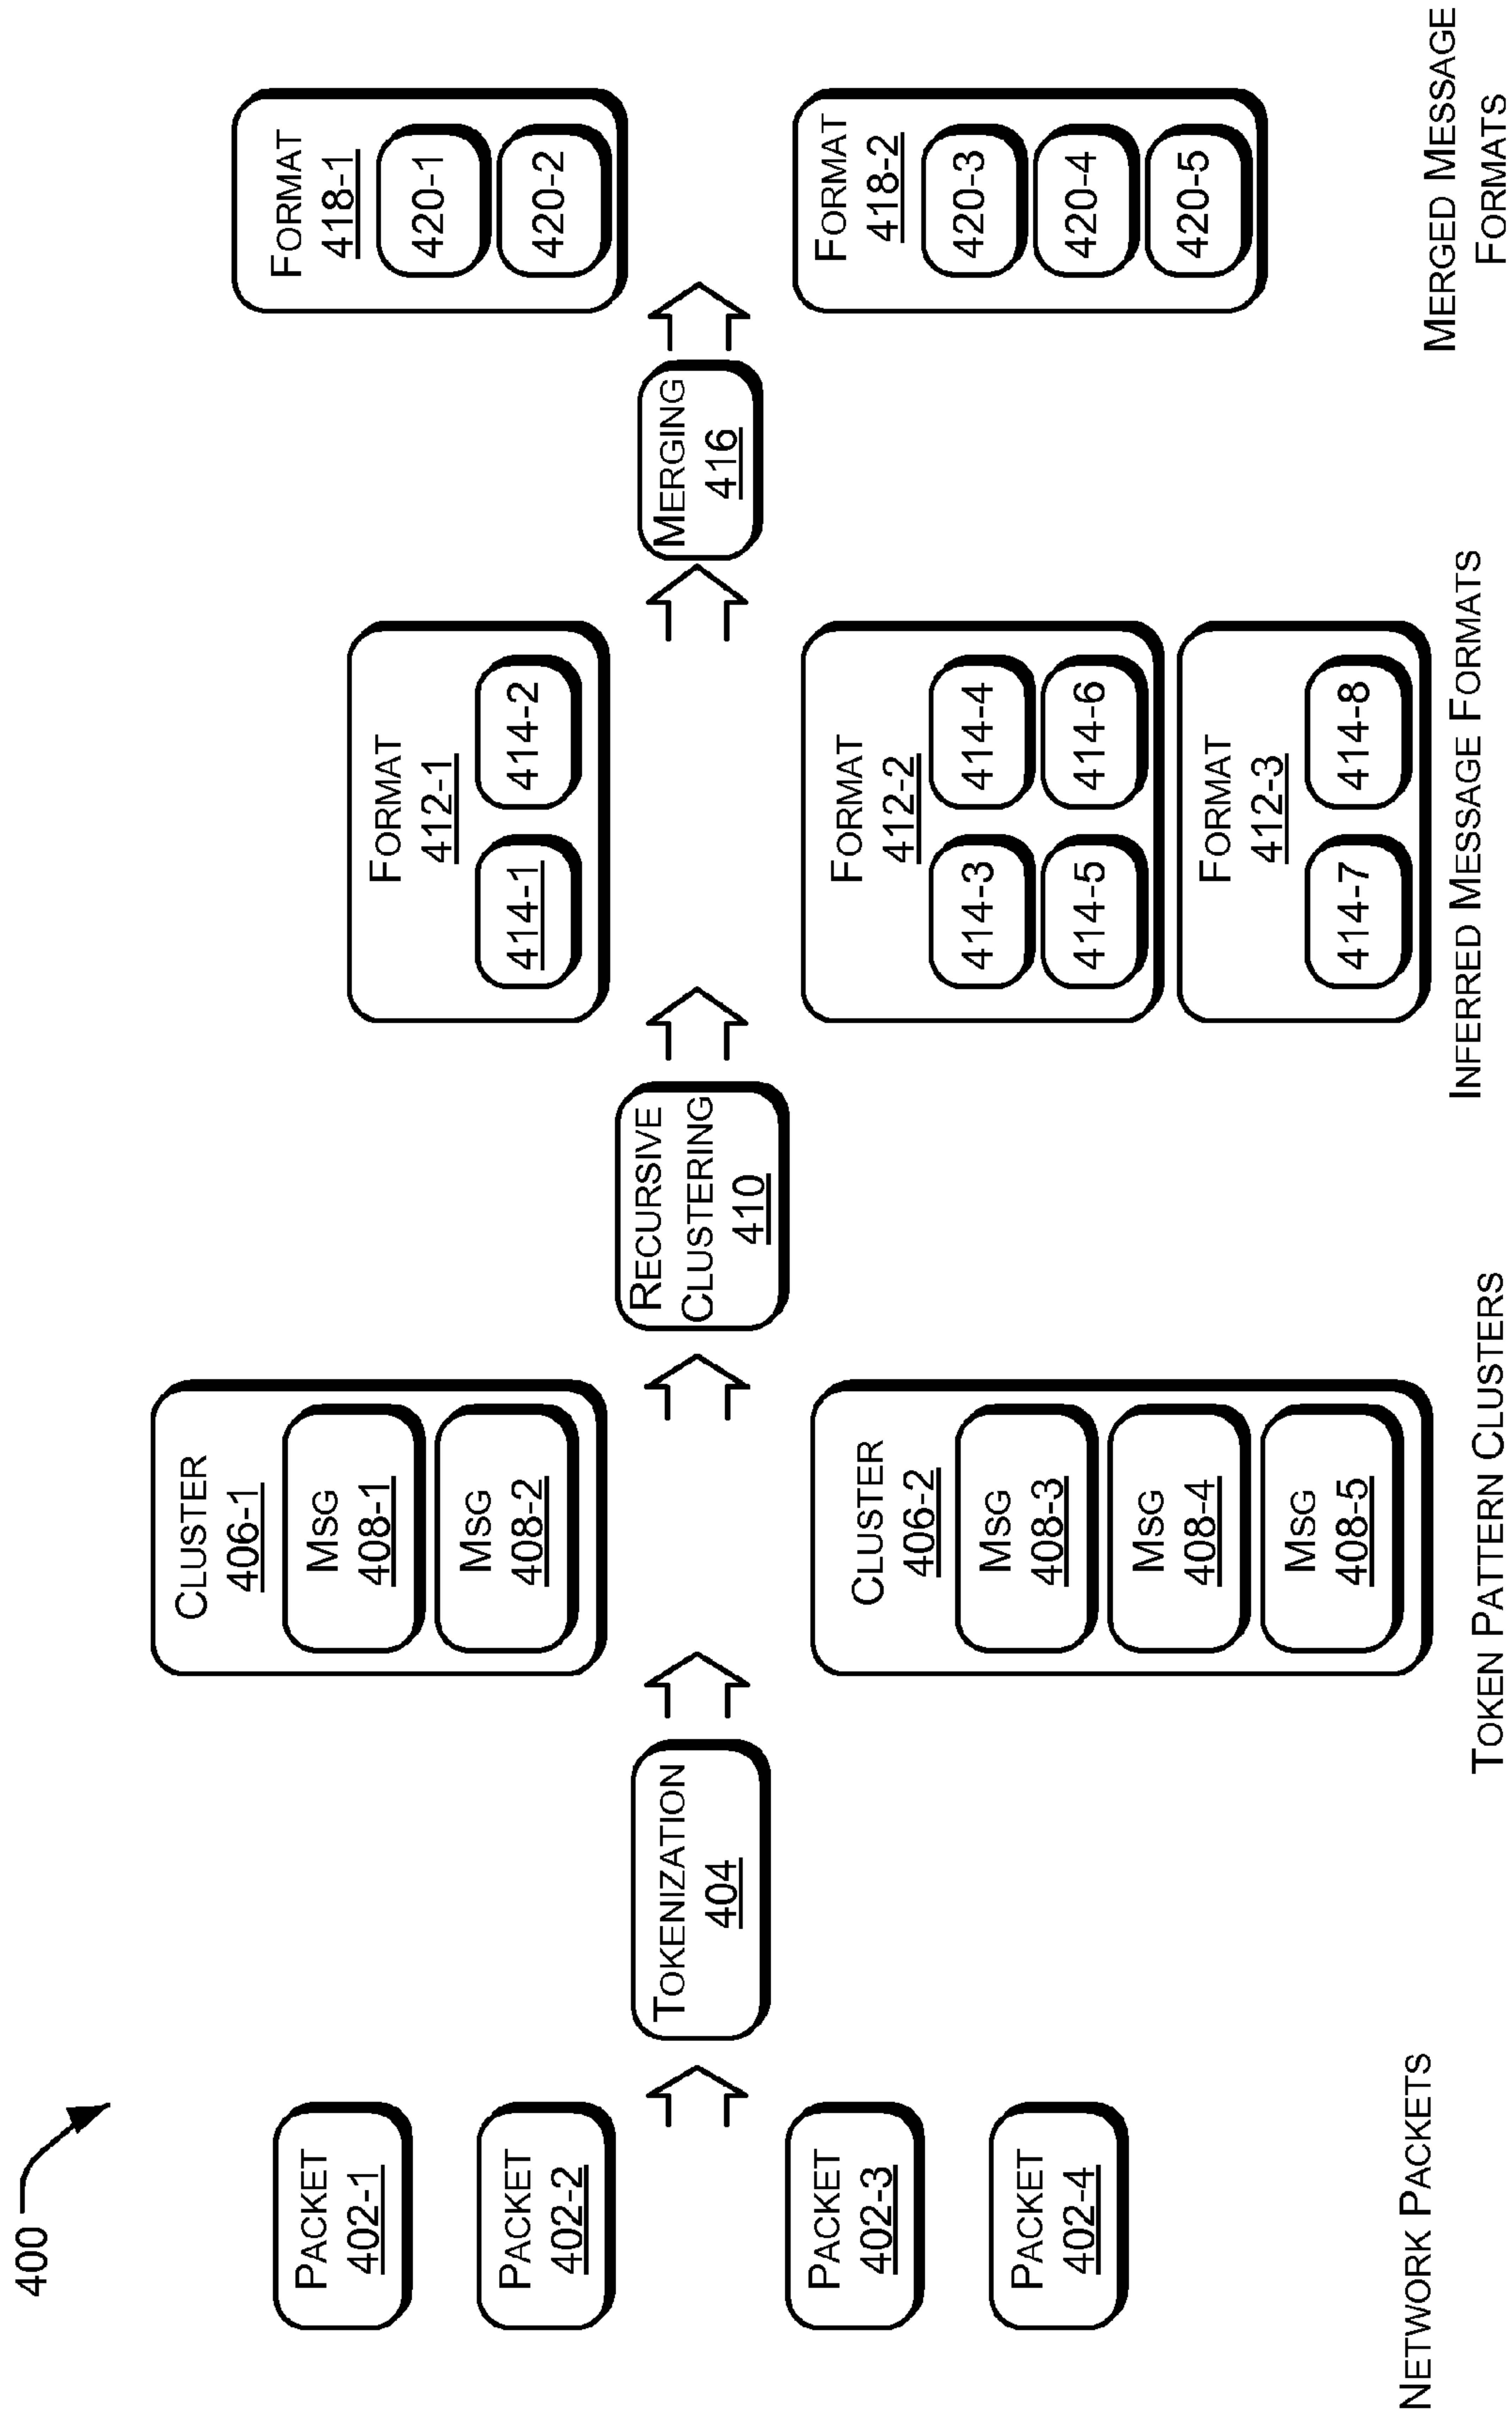 400
PACKET
402-1
PACKET
402-2
PACKET
402-3
PACKET
402-4
NETWORK PACKETS
TOKENIZATION
404
CLUSTER
406-1
MSG
408-1
MSG
408-2
CLUSTER
406-2
MSG
408-3
MSG
408-4
MSG
408-5
TOKEN PATTERN CLUSTERS
RECURSIVE
CLUSTERING
410
FORMAT
412-1
414-1
414-2
FORMAT
412-2
414-3
414-4
414-5
414-6
FORMAT
412-3
414-7
414-8
INFERRED MESSAGE FORMATS
MERGING
416
FORMAT
418-1
420-1
420-2
FORMAT
418-2
420-3
420-4
420-5
MERGED MESSAGE
FORMATS